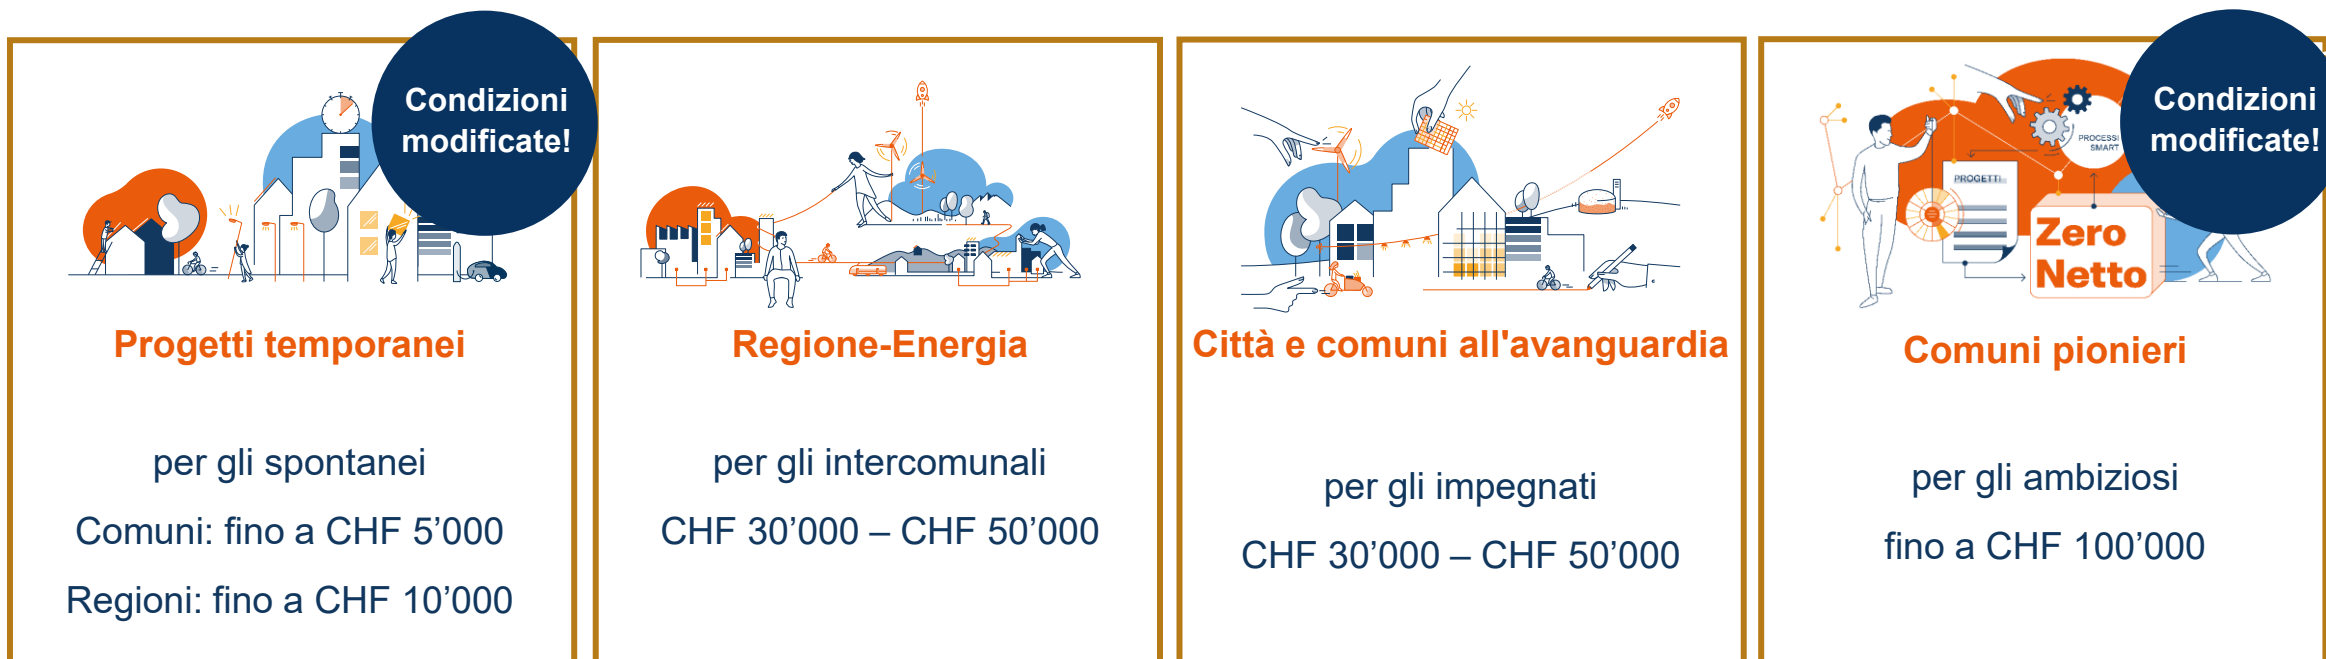 Condizioni
modificate!
Progetti temporanei
per gli spontanei
Comuni: fino a CHF 5’000
Regioni: fino a CHF 10’000
Regione-Energia
per gli intercomunali
CHF 30’000 – CHF 50’000
Città e comuni all'avanguardia
per gli impegnati
CHF 30’000 – CHF 50’000
Condizioni
modificate!
PROCESSI
SMART
PROGETTI
Zero
Netto
Comuni pionieri
per gli ambiziosi
fino a CHF 100’000